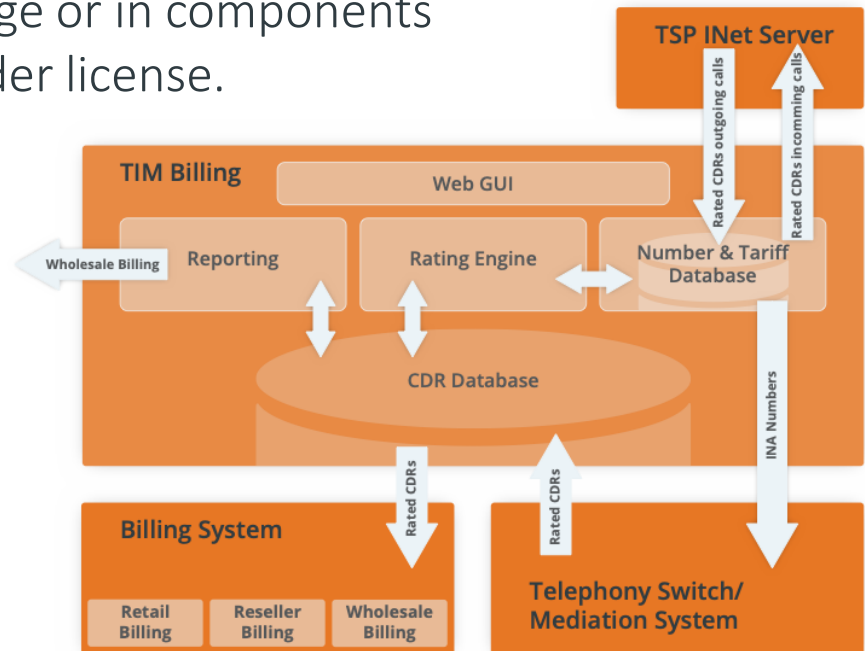 ge or in components
der license.
TSP INet Server
Rated CDRs outgoing calls
Rated CDRs incomming calls
TIM Billing
Web GUI
Wholesale Billing
Reporting
Rating Engine
Number & Tariff
Database
CDR Database
INA Numbers
Rated CDRs
Rated CDRs
Billing System
Retail
Billing
Reseller
Billing
Wholesale
Billing
Telephony Switch/
Mediation System